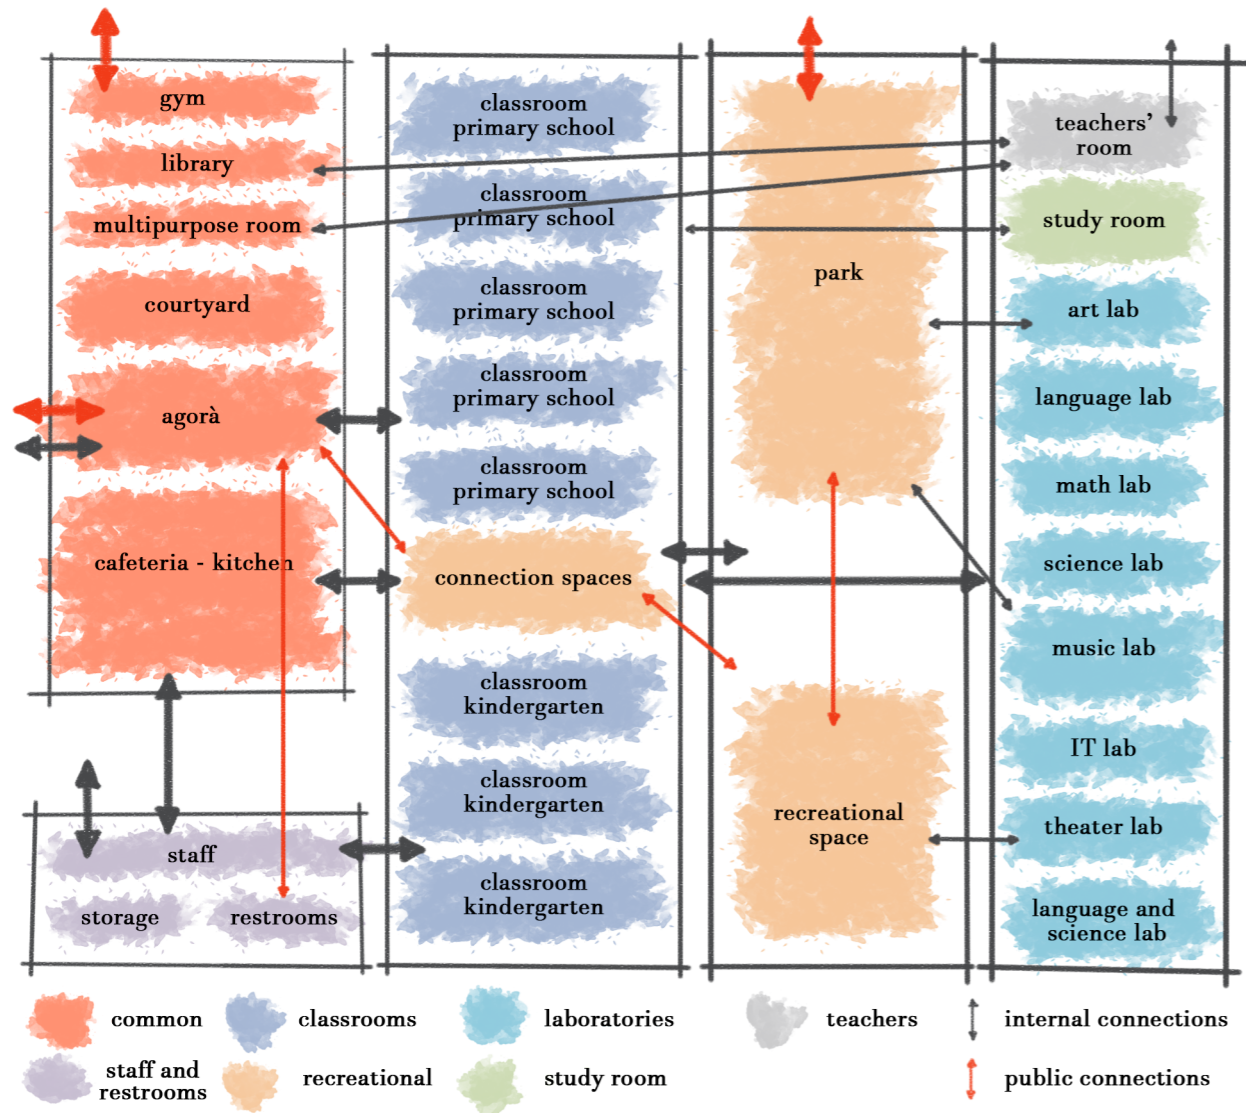 gym
library
multipurpose room
courtyard
agorà
cafeteria - kitchen
staff
storage
restrooms
classroom
primary school
classroom
primary school
classroom
primary school
classroom
primary school
classroom
primary school
connection spaces
classroom
kindergarten
classroom
kindergarten
classroom
kindergarten
park
recreational
space
teachers'
room
study room
art lab
language lab
math lab
science lab
music lab
IT lab
theater lab
language and
science lab
common
classrooms
laboratories
teachers
internal connections
staff and
restrooms
recreational
study room
public connections